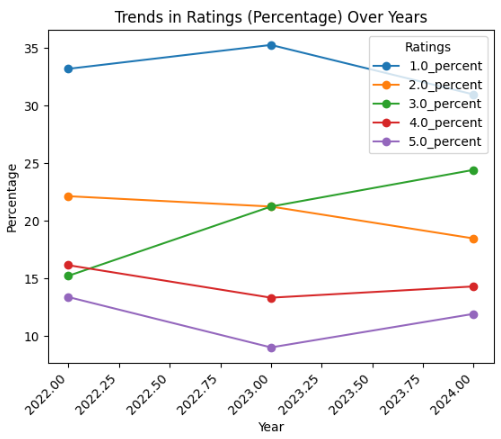 Trends in Ratings (Percentage) Over Years
Percentage
35
30
25
20
15
10
Ratings
1.0_percent
2.0_percent
3.0_percent
4.0_percent
5.0_percent
2022.00
2022.25
2022.50
2022.75
2023.00
2023.25
2023.50
2023.75
2024.00
Year